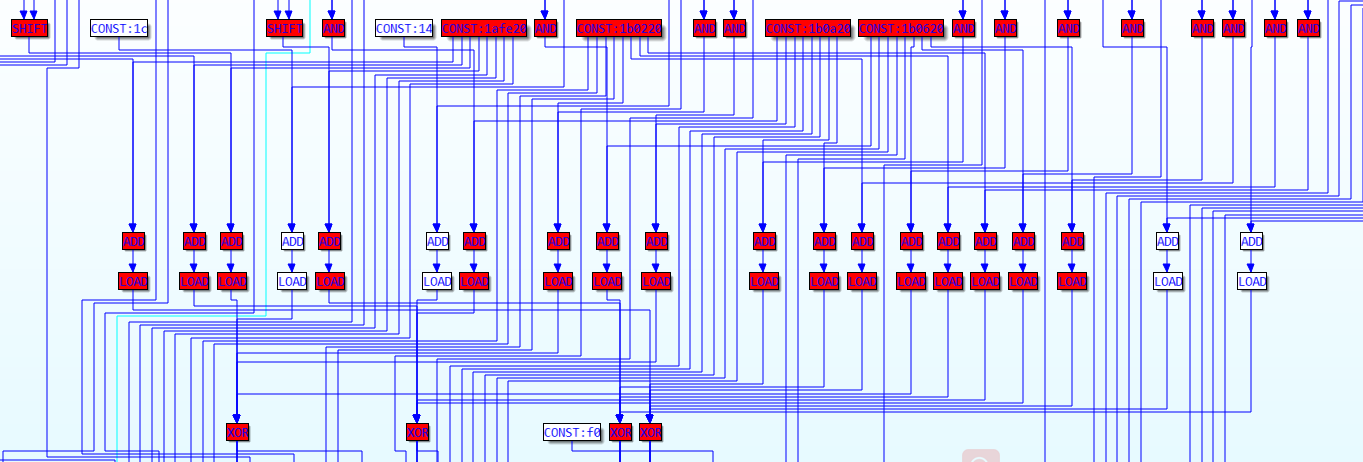 SHIFT CONST:1c SHIFT AND CONST:14 CONST:1afe20 AND CONST:1b0220 AND AND CONST:1b0a20 CONST:1b0620 AND AND AND AND AND AND AND AND
ADD ADD ADD ADD ADD ADD ADD ADD ADD ADD ADD ADD ADD ADD ADD ADD ADD ADD ADD ADD
LOAD LOAD LOAD LOAD LOAD LOAD LOAD LOAD LOAD LOAD LOAD LOAD LOAD LOAD LOAD LOAD LOAD LOAD LOAD LOAD
XOR XOR CONST:f0 XOR XOR